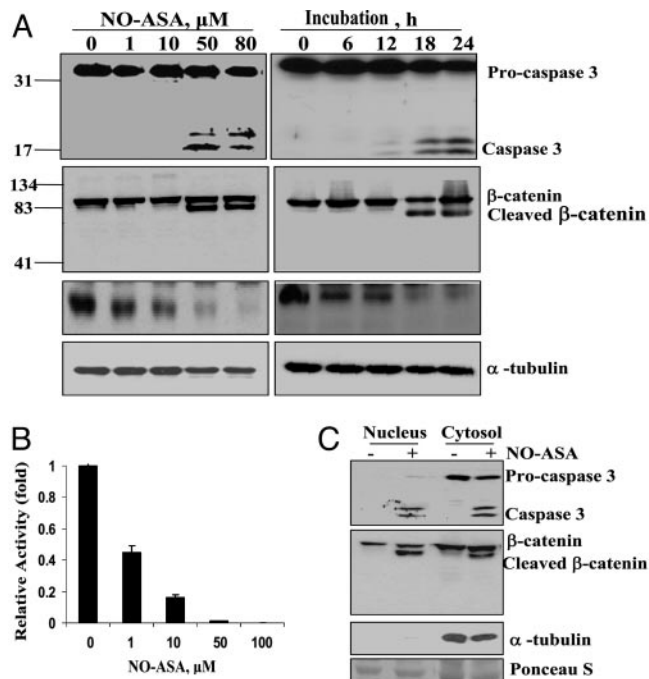 A
NO-ASA, µM
0 1 10 50 80
Incubation , h
0 6 12 18 24
31
17
Pro-caspase 3
Caspase 3
134
83
41
β-catenin
Cleaved β-catenin
α -tubulin
B
Relative Activity (fold)
1
0.8
0.6
0.4
0.2
0
0 1 10 50 100
NO-ASA, µM
C
Nucleus Cytosol
- + - + NO-ASA
Pro-caspase 3
Caspase 3
β-catenin
Cleaved β-catenin
α -tubulin
Ponceau S